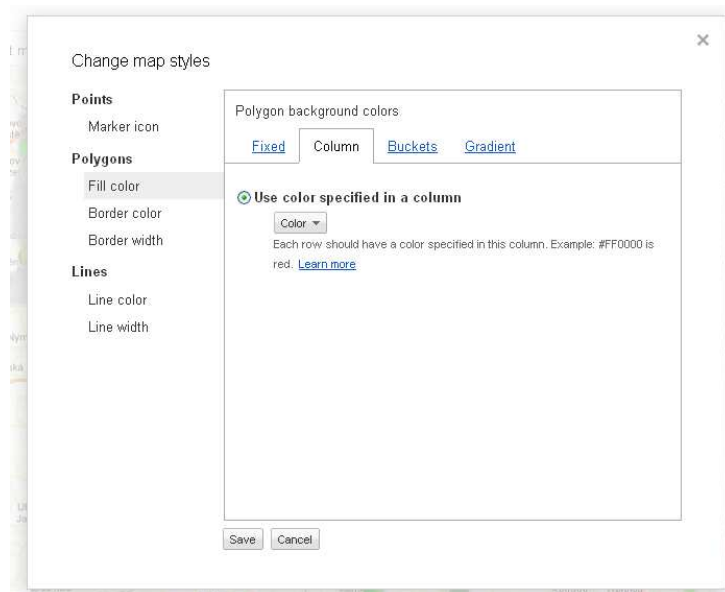 Change map styles
Points
Marker icon
Polygons
Fill color
Border color
Border width
Lines
Line color
Line width
Polygon background colors
Fixed Column Buckets Gradient
Use color specified in a column
Color
Each row should have a color specified in this column. Example: #FF0000 is
red. Learn more
Save Cancel